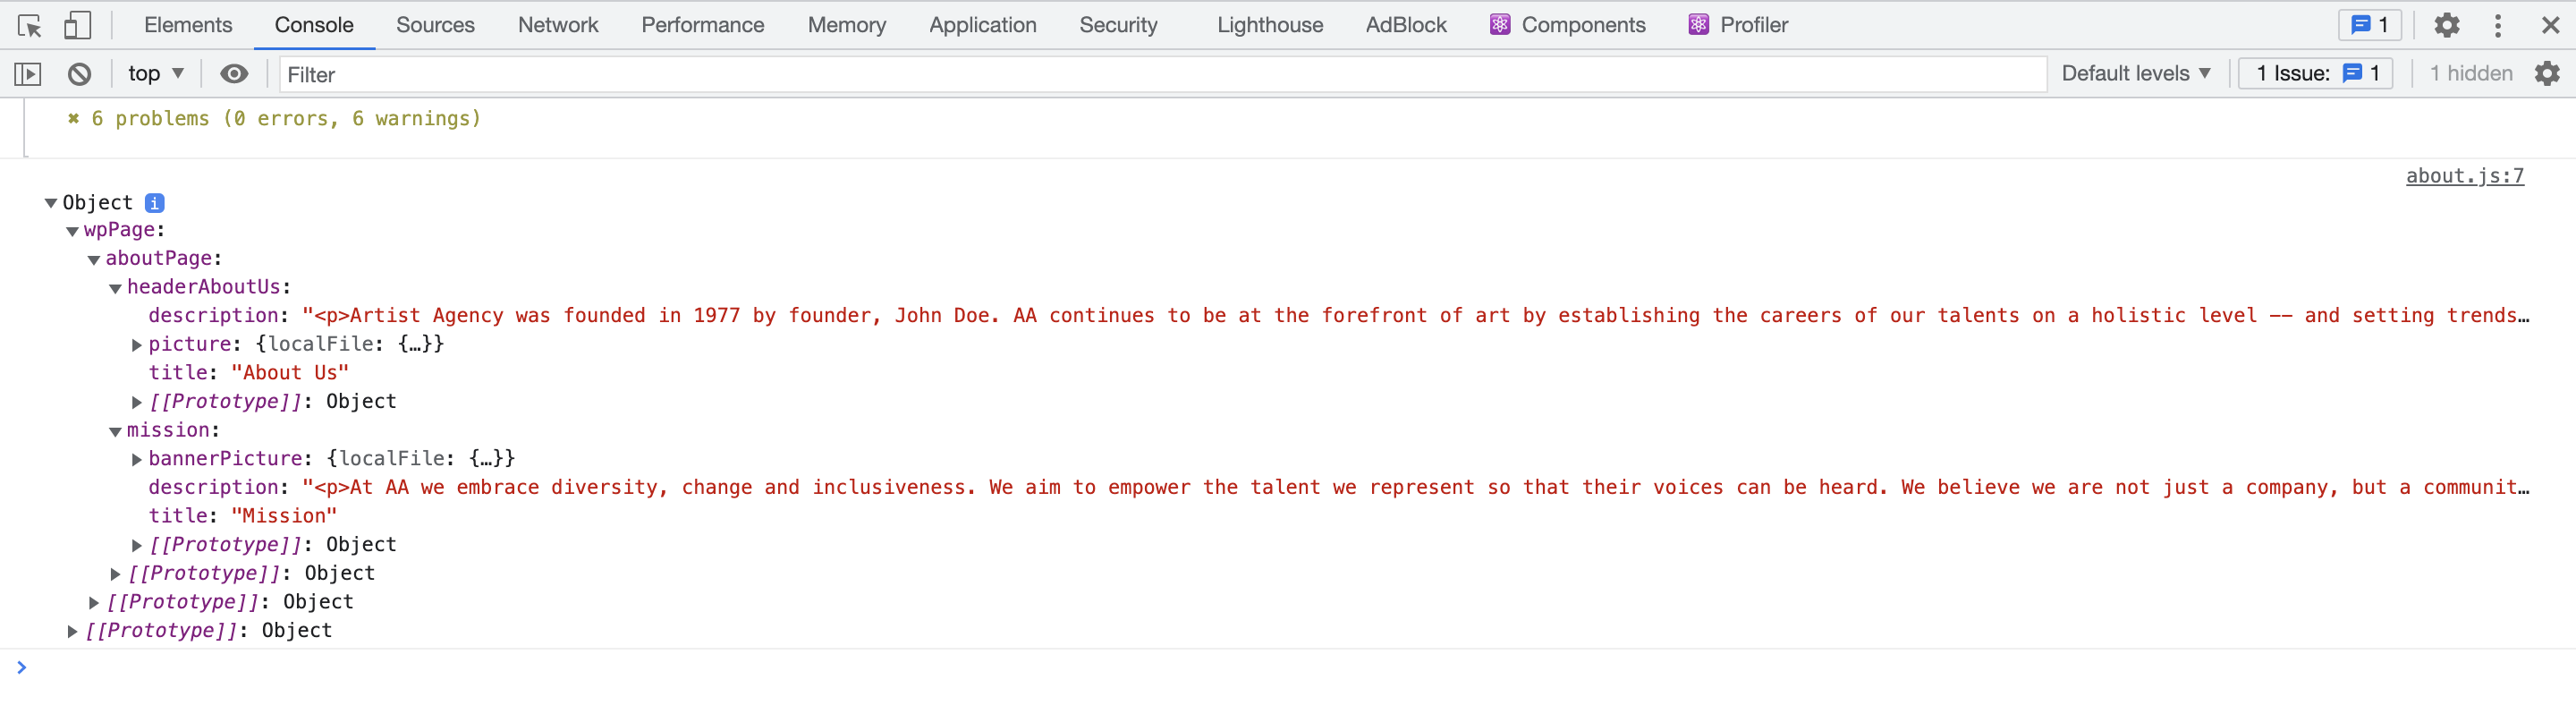 Elements Console Sources Network Performance Memory Application Security Lighthouse AdBlock Components Profiler 1
top Filter Default levels 1 Issue: 1 1 hidden
✖ 6 problems (0 errors, 6 warnings)
about.js:7
Object i
wpPage:
aboutPage:
headerAboutUs:
description: "<p>Artist Agency was founded in 1977 by founder, John Doe. AA continues to be at the forefront of art by establishing the careers of our talents on a holistic level –– and setting trends…
picture: {localFile: {…}}
title: "About Us"
[[Prototype]]: Object
mission:
bannerPicture: {localFile: {…}}
description: "<p>At AA we embrace diversity, change and inclusiveness. We aim to empower the talent we represent so that their voices can be heard. We believe we are not just a company, but a communit…
title: "Mission"
[[Prototype]]: Object
[[Prototype]]: Object
[[Prototype]]: Object
[[Prototype]]: Object